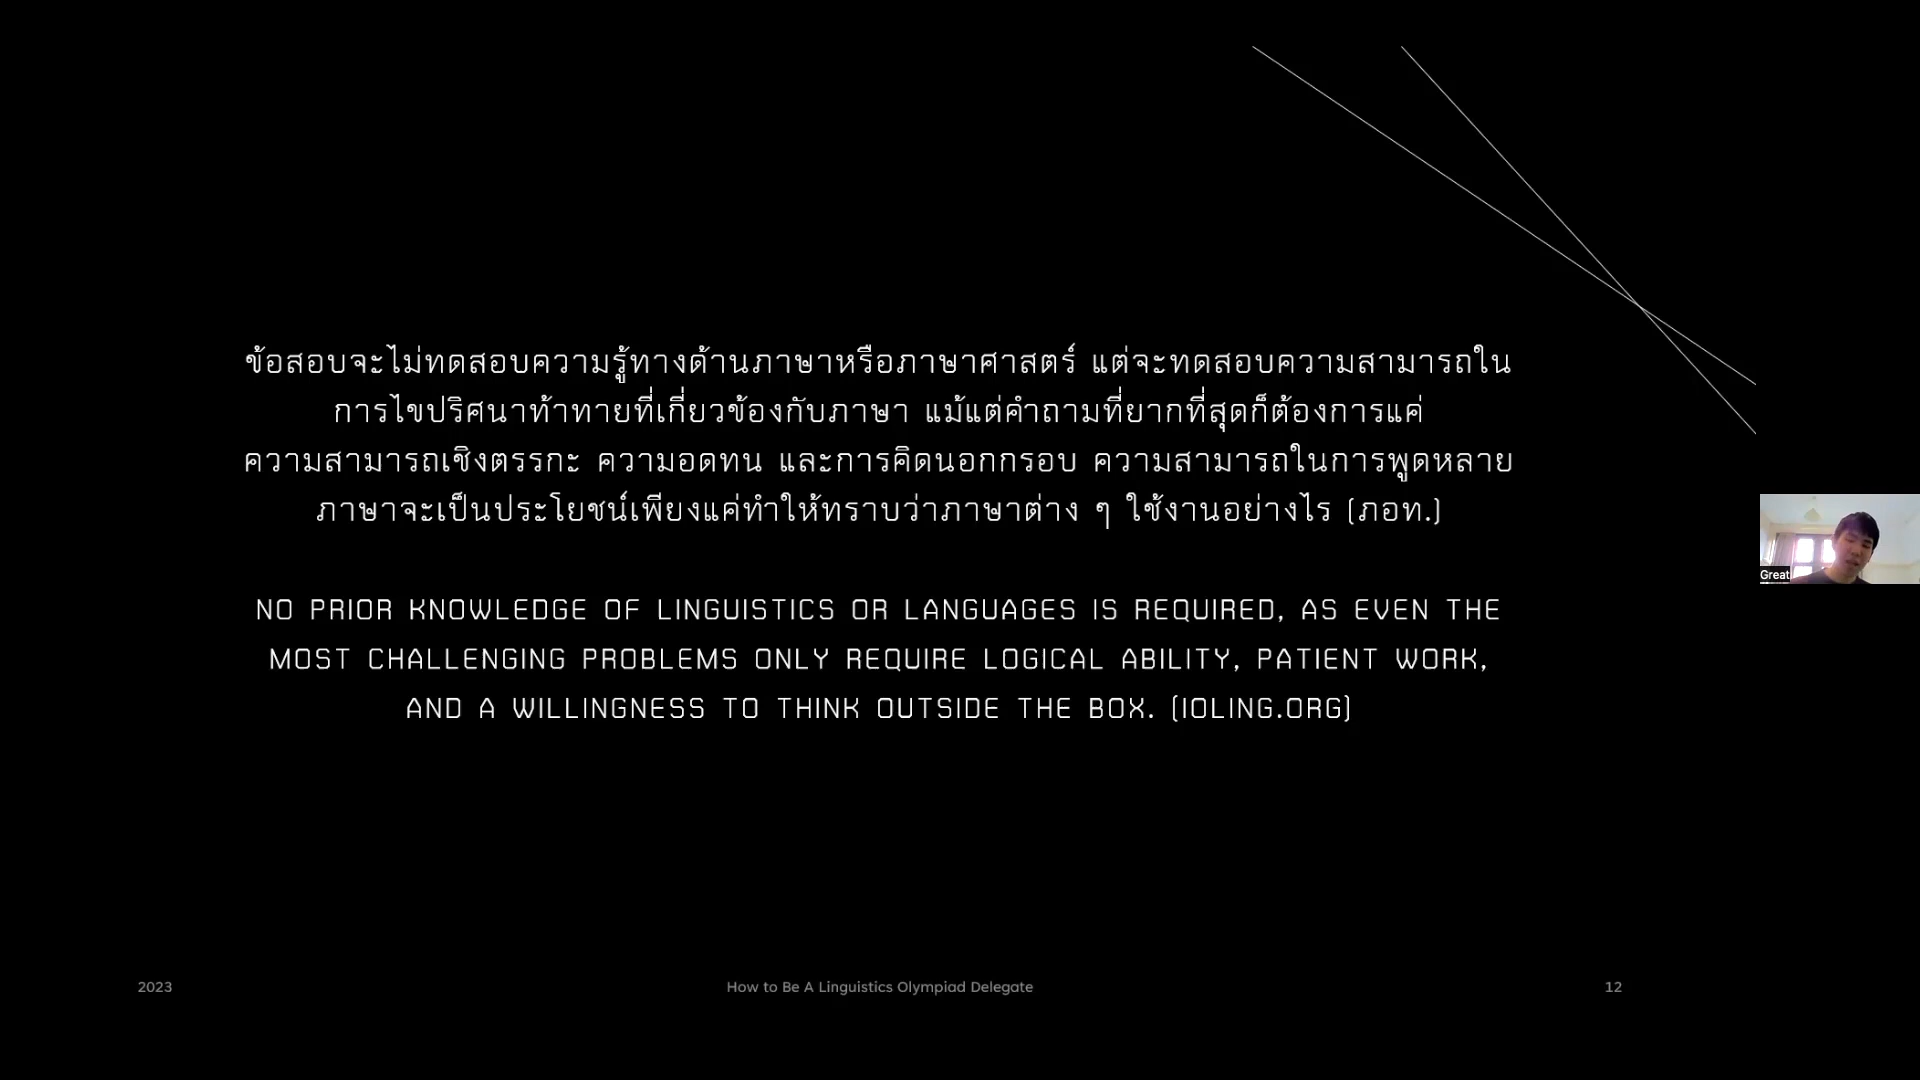 ข้อสอบจะไม่ทดสอบความรู้ทางด้านภาษาหรือภาษาศาสตร์ แต่จะทดสอบความสามารถใน
การไขปริศนาท้าทายที่เกี่ยวข้องกับภาษา แม้แต่คำถามที่ยากที่สุดก็ต้องการแค่
ความสามารถเชิงตรรกะ ความอดทน และการคิดนอกกรอบ ความสามารถในการพูดหลาย
ภาษาจะเป็นประโยชน์เพียงแค่ทำให้ทราบว่าภาษาต่าง ๆ ใช้งานอย่างไร (ภอท.)
NO PRIOR KNOWLEDGE OF LINGUISTICS OR LANGUAGES IS REQUIRED, AS EVEN THE
MOST CHALLENGING PROBLEMS ONLY REQUIRE LOGICAL ABILITY, PATIENT WORK,
AND A WILLINGNESS TO THINK OUTSIDE THE BOX. (IOLING.ORG)
Great
2023
How to Be A Linguistics Olympiad Delegate
12